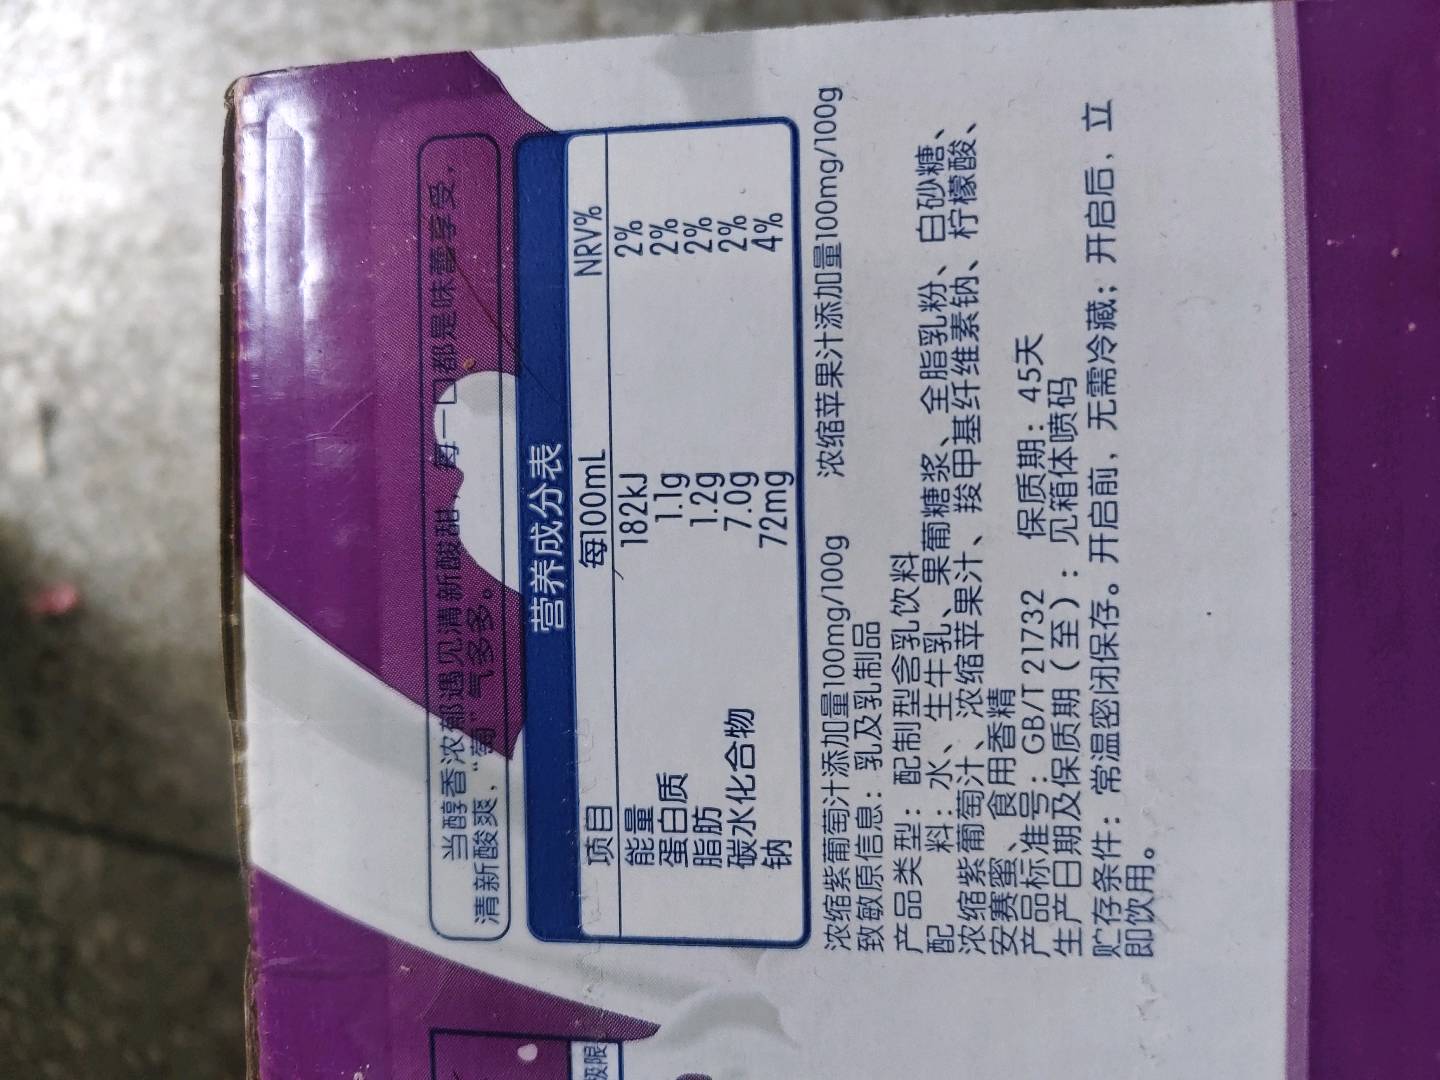 当醇香浓郁遇见清新酸甜,每一口都是味蕾享受,
清新酸爽,“萄”气多多。
营养成分表
项目 每100mL NRV%
能量 182kJ 2%
蛋白质 1.1g 2%
脂肪 1.2g 2%
碳水化合物 7.0g 2%
钠 72mg 4%
浓缩紫葡萄汁添加量100mg/100g 浓缩苹果汁添加量100mg/100g
致敏原信息:乳及乳制品
产品类型:配制型含乳饮料
配 料:水、生牛乳、果葡糖浆、全脂乳粉、白砂糖、
浓缩紫葡萄汁、浓缩苹果汁、羧甲基纤维素钠、柠檬酸、
安赛蜜、食用香精
产品标准号:GB/T 21732 保质期:45天
生产日期及保质期(至):见箱体喷码
贮存条件:常温密闭保存。开启前,无需冷藏;开启后,立
即饮用。